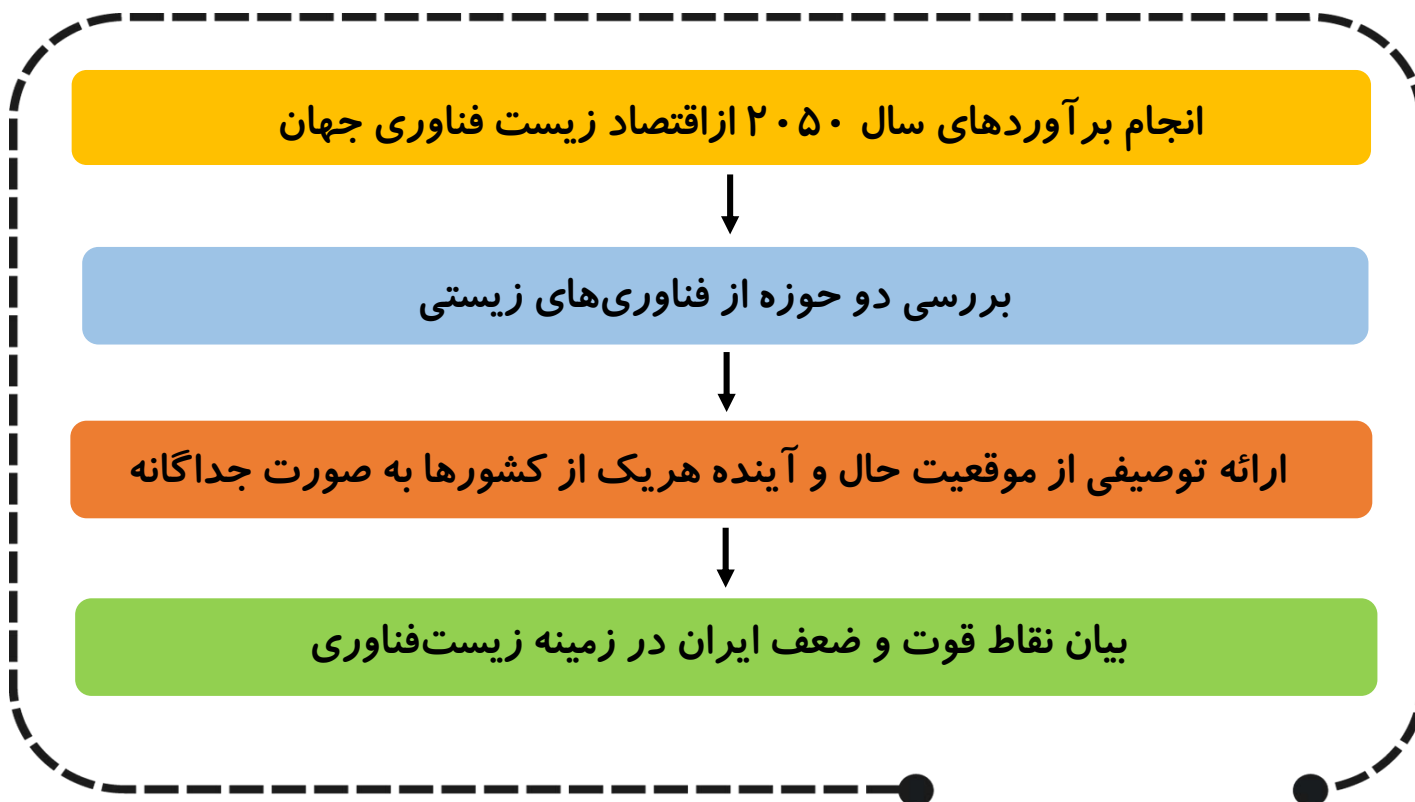 انجام برآوردهای سال ۲۰۵۰ ازاقتصاد زیست فناوری جهان
بررسی دو حوزه از فناوری‌های زیستی
ارائه توصیفی از موقعیت حال و آینده هریک از کشورها به صورت جداگانه
بیان نقاط قوت و ضعف ایران در زمینه زیست‌فناوری